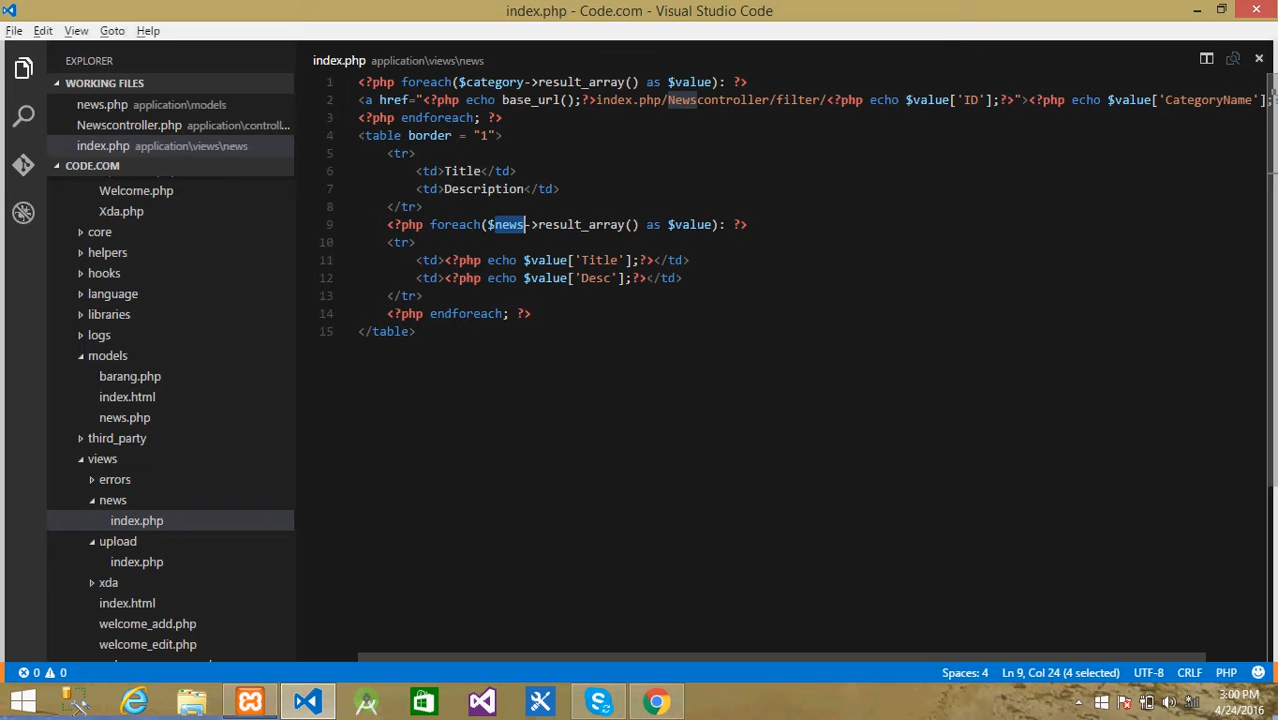 index.php - Code.com - Visual Studio Code
File Edit View Goto Help
EXPLORER
WORKING FILES
news.php application\models
Newscontroller.php application\controll...
index.php application\views\news
CODE.COM
Welcome.php
Xda.php
core
helpers
hooks
language
libraries
logs
models
barang.php
index.html
news.php
third_party
views
errors
news
index.php
upload
index.php
xda
index.html
welcome_add.php
welcome_edit.php
index.php application\views\news
1 <?php foreach($category->result_array() as $value): ?>
2 <a href="<?php echo base_url();?>index.php/Newscontroller/filter/<?php echo $value['ID'];?>"><?php echo $value['CategoryName'];
3 <?php endforeach; ?>
4 <table border = "1">
5 <tr>
6 <td>Title</td>
7 <td>Description</td>
8 </tr>
9 <?php foreach($news->result_array() as $value): ?>
10 <tr>
11 <td><?php echo $value['Title'];?></td>
12 <td><?php echo $value['Desc'];?></td>
13 </tr>
14 <?php endforeach; ?>
15 </table>
0 0
Spaces: 4 Ln 9, Col 24 (4 selected) UTF-8 CRLF PHP
3:00 PM
4/24/2016